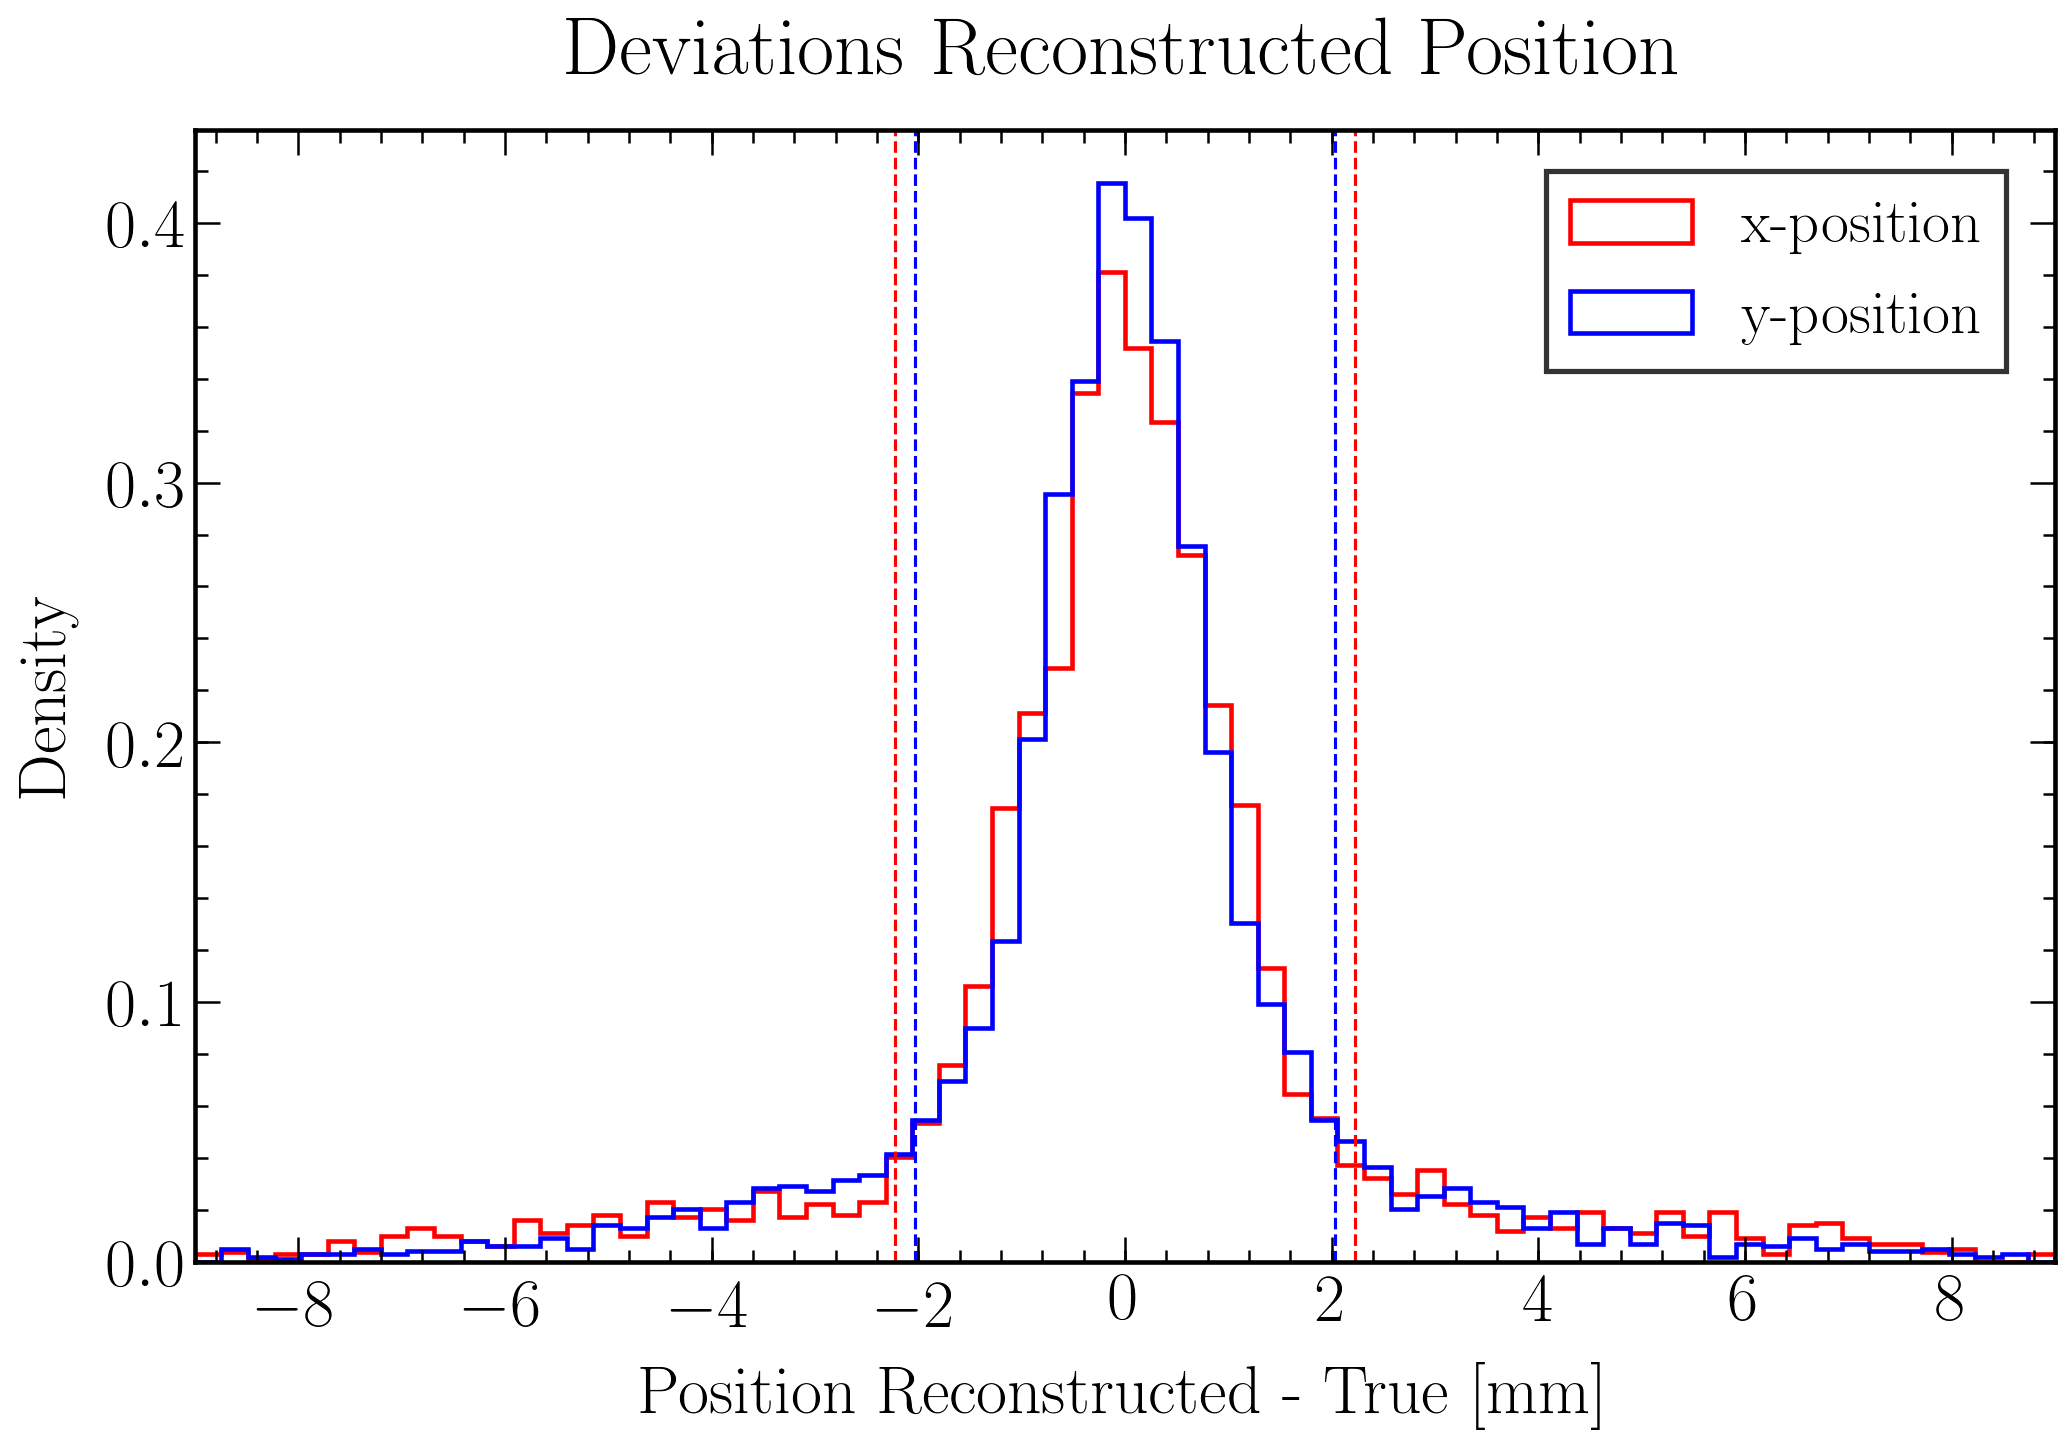 Deviations Reconstructed Position
x-position
y-position
Density
0.4
0.3
0.2
0.1
0.0
−8 −6 −4 −2 0 2 4 6 8
Position Reconstructed - True [mm]